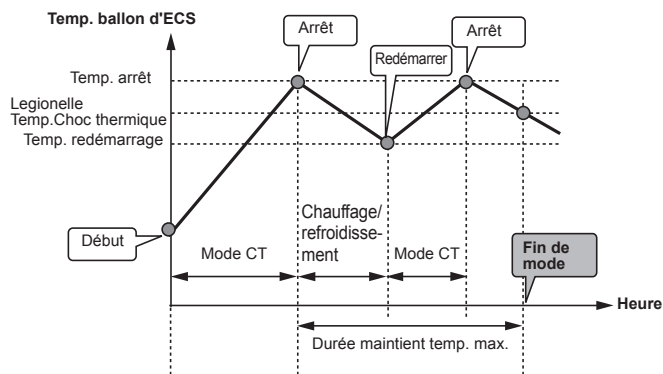 Temp. ballon d'ECS
Arrêt
Arrêt
Redémarrer
Temp. arrêt
Legionelle
Temp.Choc thermique
Temp. redémarrage
Début
Mode CT
Chauffage/
refroidisse-
ment
Mode CT
Fin de
mode
Heure
Durée maintient temp. max.